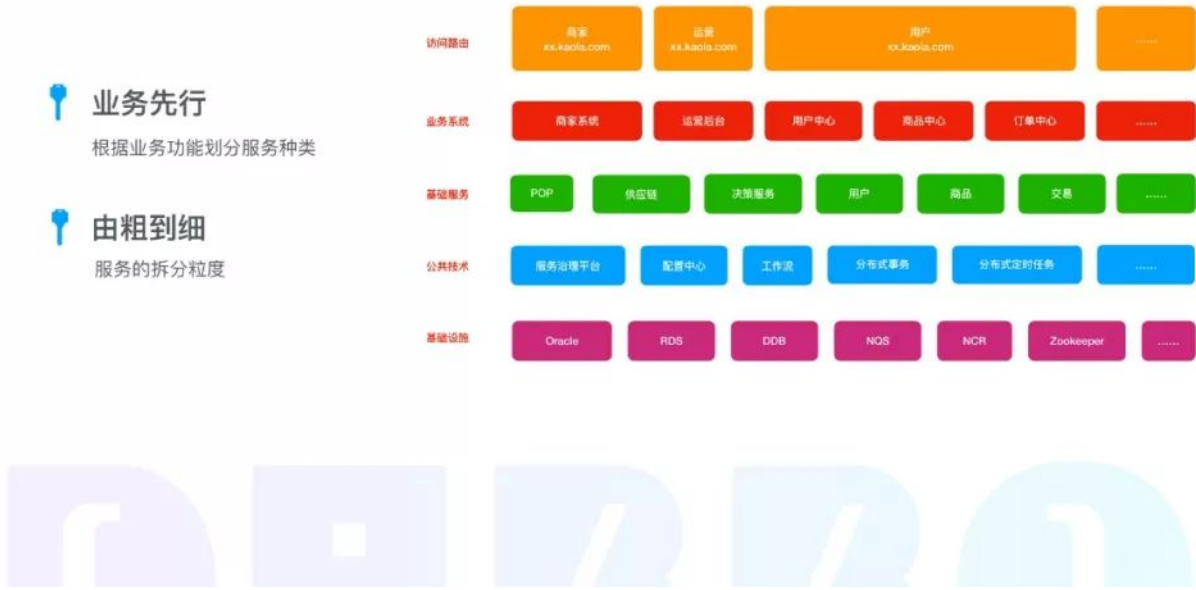 业务先行
根据业务功能划分服务种类
由粗到细
服务的拆分粒度
访问路由
商家
xx.kaola.com
运营
xx.kaola.com
用户
xx.kaola.com
......
业务系统
商家系统
运营后台
用户中心
商品中心
订单中心
......
基础服务
POP
供应链
决策服务
用户
商品
交易
......
公共技术
服务治理平台
配置中心
工作流
分布式事务
分布式定时任务
......
基础设施
Oracle
RDS
DDB
NQS
NCR
Zookeeper
......